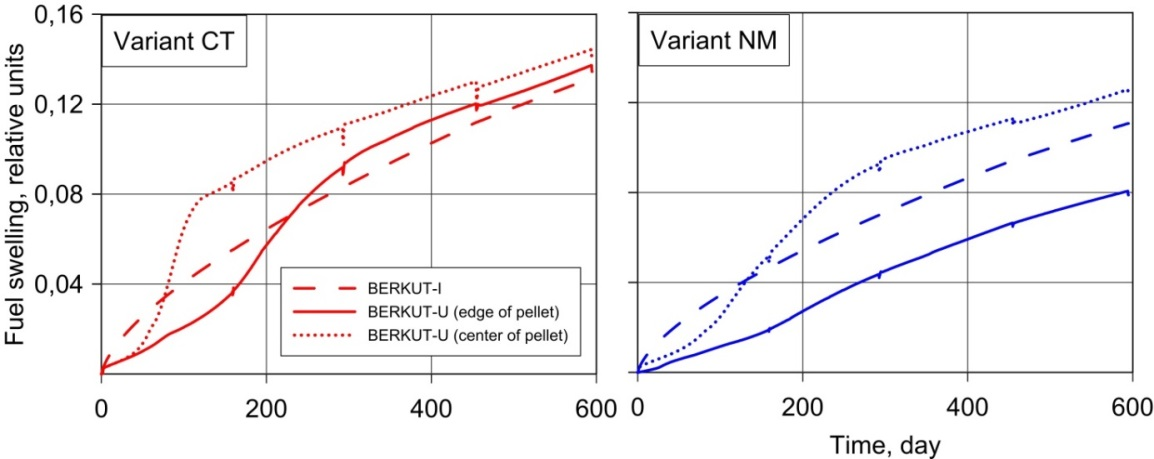 Variant CT
Variant NM
Fuel swelling, relative units
0,16
0,12
0,08
0,04
BERKUT-I
BERKUT-U (edge of pellet)
BERKUT-U (center of pellet)
0 200 400 600
0 200 400 600
Time, day